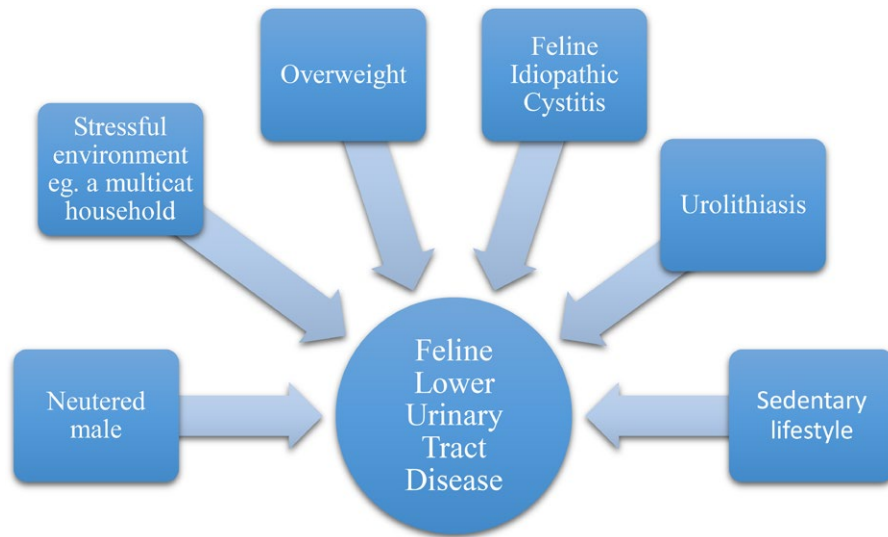 Overweight
Feline
Idiopathic
Cystitis
Stressful
environment
eg. a multicat
household
Urolithiasis
Neutered
male
Feline
Lower
Urinary
Tract
Disease
Sedentary
lifestyle